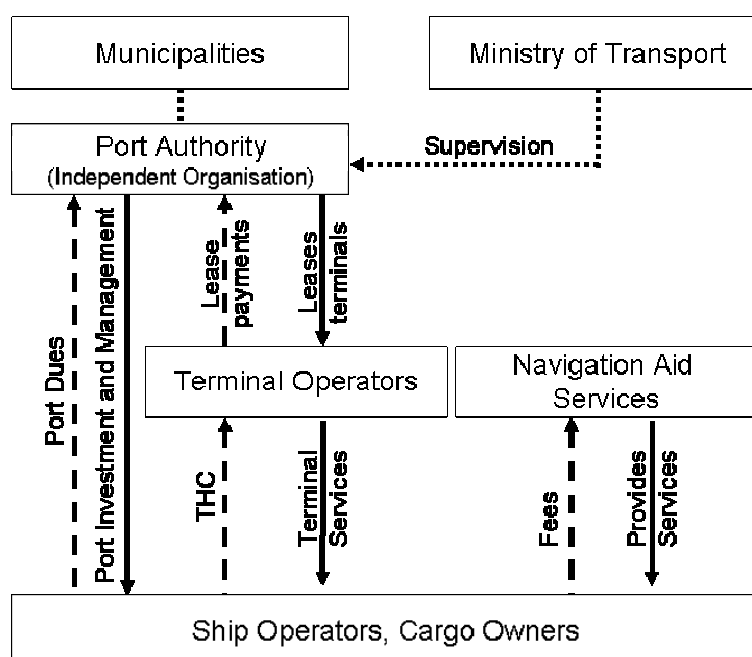 Municipalities
Ministry of Transport
Port Authority
(Independent Organisation)
Supervision
Port Dues
Port Investment and Management
Lease
payments
Leases
terminals
Terminal Operators
Navigation Aid
Services
THC
Terminal
Services
Fees
Provides
Services
Ship Operators, Cargo Owners